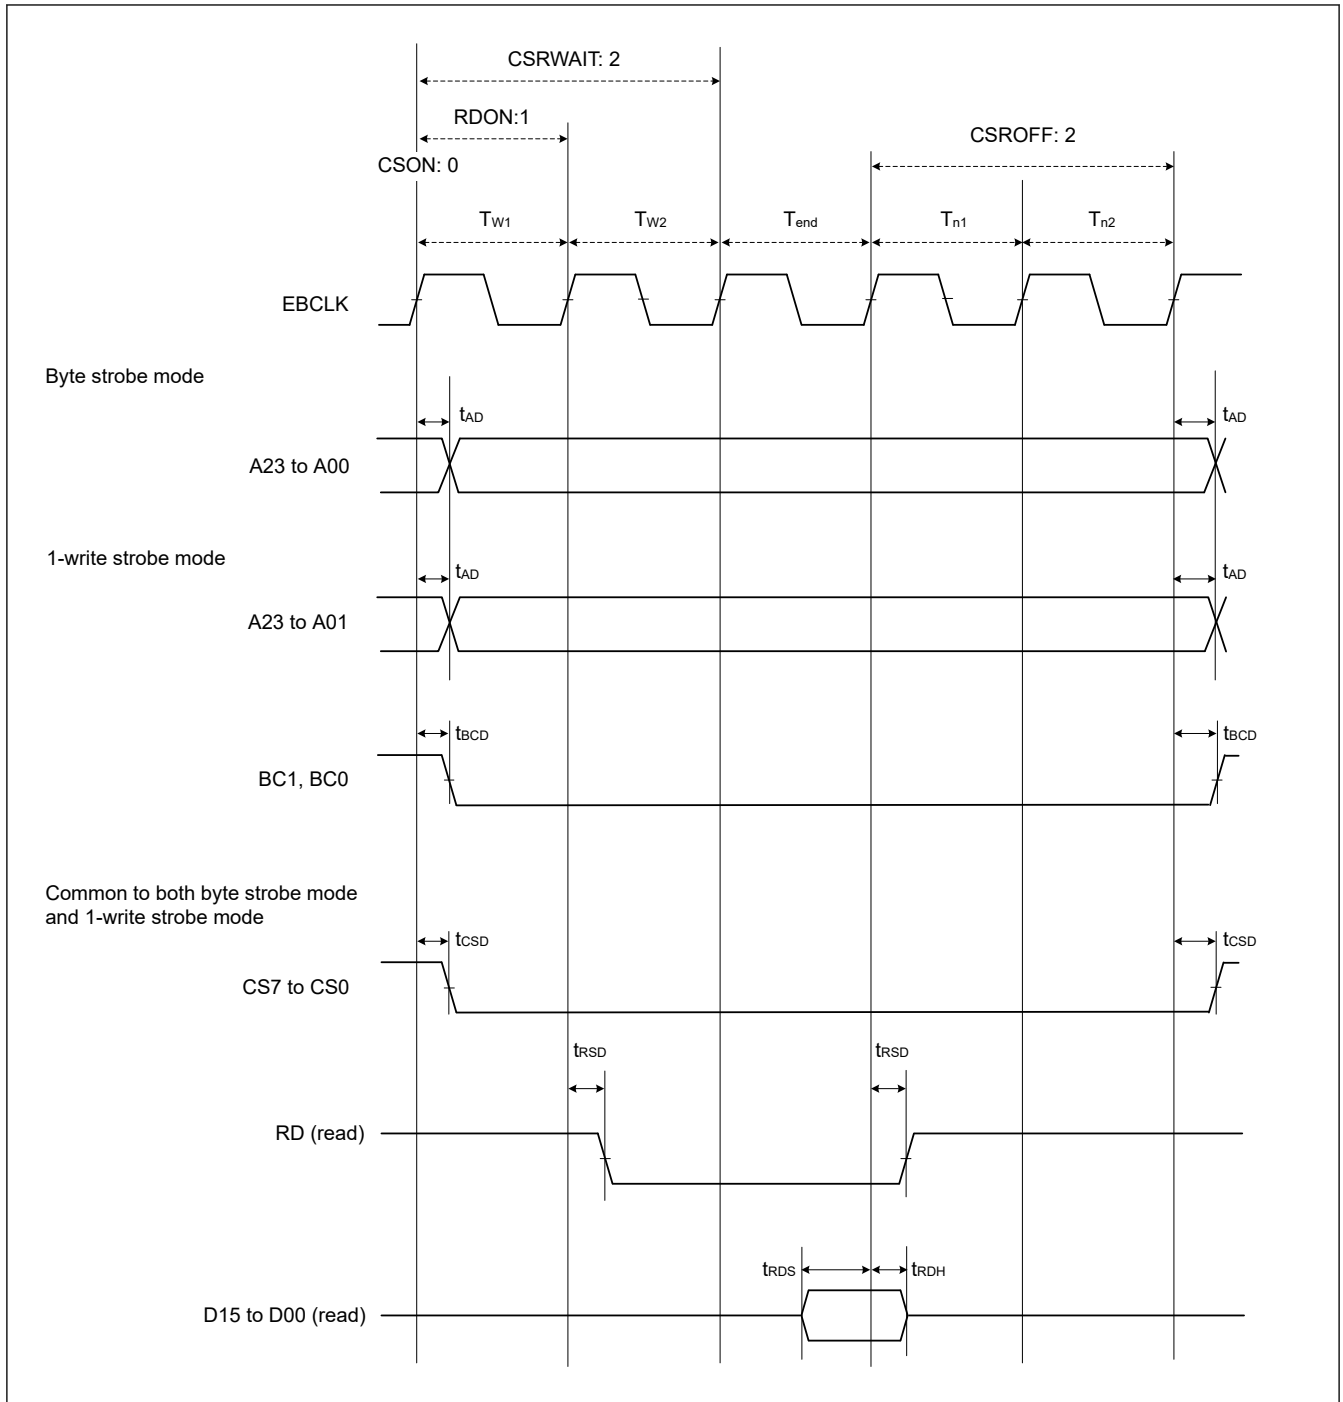 CSRWAIT: 2
RDON:1
CSROFF: 2
CSON: 0
TW1
TW2
Tend
Tn1
Tn2
EBCLK
Byte strobe mode
tAD
tAD
A23 to A00
1-write strobe mode
tAD
tAD
A23 to A01
tBCD
tBCD
BC1, BC0
Common to both byte strobe mode
and 1-write strobe mode
tCSD
tCSD
CS7 to CS0
tRSD
tRSD
RD (read)
tRDS
tRDH
D15 to D00 (read)